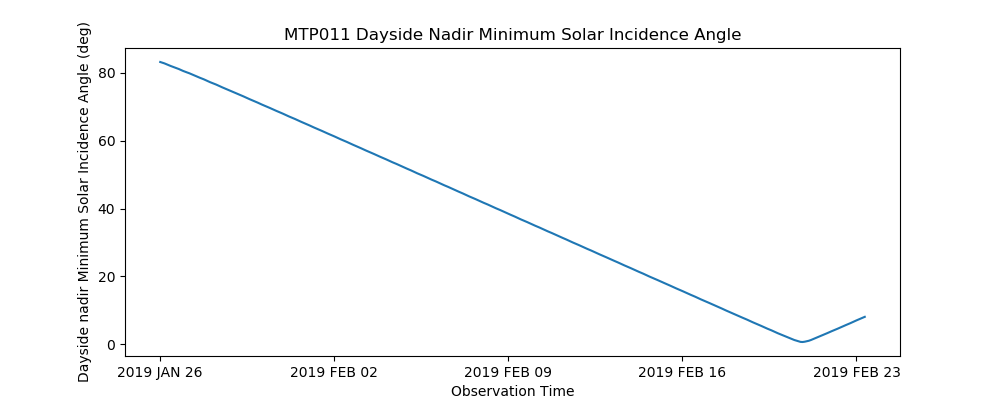 MTP011 Dayside Nadir Minimum Solar Incidence Angle
Dayside nadir Minimum Solar Incidence Angle (deg)
80
60
40
20
0
2019 JAN 26 2019 FEB 02 2019 FEB 09 2019 FEB 16 2019 FEB 23
Observation Time